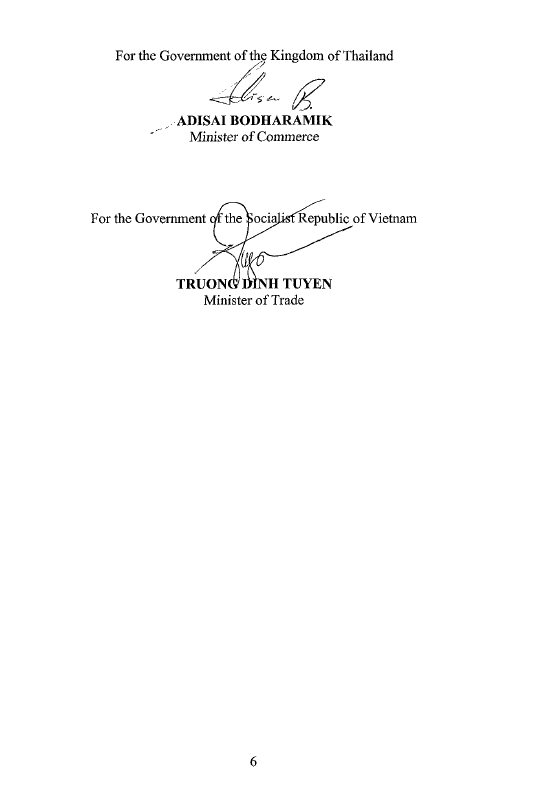 For the Government of the Kingdom of Thailand
Adisai B.
ADISAI BODHARAMIK
Minister of Commerce
For the Government of the Socialist Republic of Vietnam
TRUONG DINH TUYEN
Minister of Trade
6